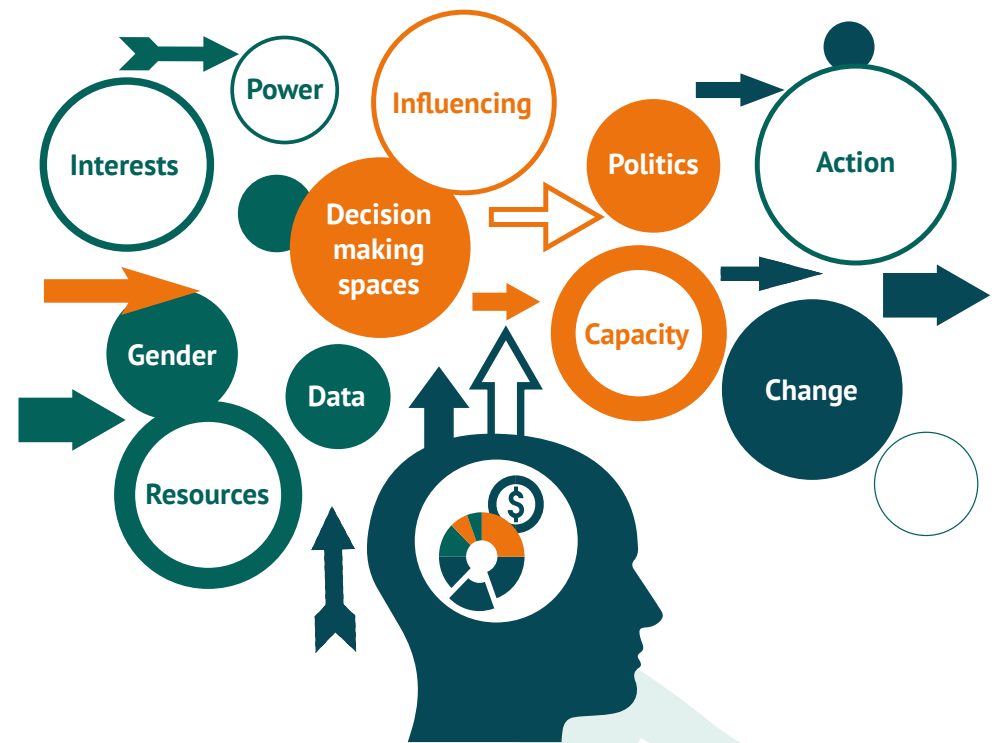 Power
Influencing
Interests
Politics
Action
Decision
making
spaces
Gender
Capacity
Data
Change
Resources
$